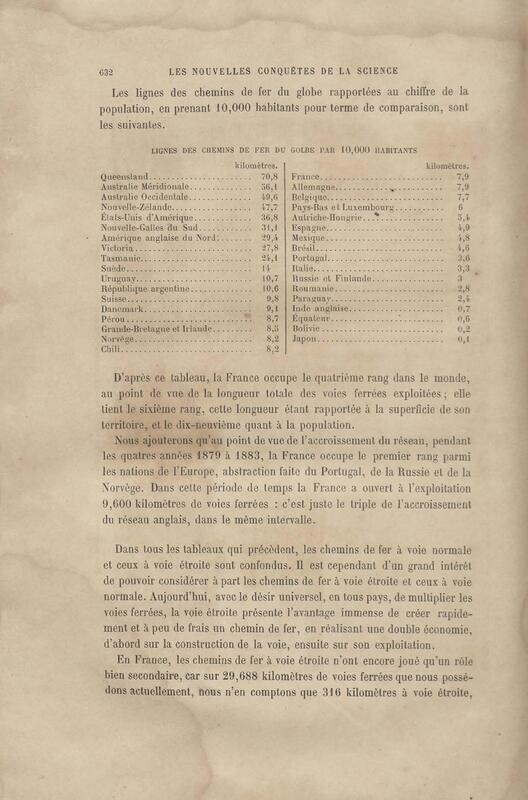 632 LES NOUVELLES CONQUÊTES DE LA SCIENCE
Les lignes des chemins de fer du globe rapportées au chiffre de la
population, en prenant 10,000 habitants pour terme de comparaison, sont
les suivantes.
LIGNES DES CHEMINS DE FER DU GOLBE PAR 10,000 HABITANTS
kilomètres.
Queensland 70,8
Australie Méridionale 56,1
Australie Occidentale 49,6
Nouvelle-Zélande 47,7
États-Unis d'Amérique 36,8
Nouvelle-Galles du Sud 31,1
Amérique anglaise du Nord 29,4
Victoria 27,8
Tasmanie 24,1
Suède 14
Uruguay 10,7
République argentine 10,6
Suisse 9,8
Danemark 9,1
Pérou 8,7
Grande-Bretagne et Irlande 8,5
Norvège 8,2
Chili 8,2
kilomètres.
France 7,9
Allemagne 7,9
Belgique 7,7
Pays-Bas et Luxembourg 6
Autriche-Hongrie 5,4
Espagne 4,9
Mexique 4,8
Brésil 4,6
Portugal 3,6
Italie 3,3
Russie et Finlande 3
Roumanie 2,8
Paraguay 2,4
Inde anglaise 0,7
Équateur 0,6
Bolivie 0,2
Japon 0,1
D'après ce tableau, la France occupe le quatrième rang dans le monde,
au point de vue de la longueur totale des voies ferrées exploitées ; elle
tient le sixième rang, cette longueur étant rapportée à la superficie de son
territoire, et le dix-neuvième quant à la population.
Nous ajouterons qu'au point de vue de l'accroissement du réseau, pendant
les quatres années 1879 à 1883, la France occupe le premier rang parmi
les nations de l'Europe, abstraction faite du Portugal, de la Russie et de la
Norvège. Dans cette période de temps la France a ouvert à l'exploitation
9,600 kilomètres de voies ferrées : c'est juste le triple de l'accroissement
du réseau anglais, dans le même intervalle.
Dans tous les tableaux qui précèdent, les chemins de fer à voie normale
et ceux à voie étroite sont confondus. Il est cependant d'un grand intérêt
de pouvoir considérer à part les chemins de fer à voie étroite et ceux à voie
normale. Aujourd'hui, avec le désir universel, en tous pays, de multiplier les
voies ferrées, la voie étroite présente l'avantage immense de créer rapide-
ment et à peu de frais un chemin de fer, en réalisant une double économie,
d'abord sur la construction de la voie, ensuite sur son exploitation.
En France, les chemins de fer à voie étroite n'ont encore joué qu'un rôle
bien secondaire, car sur 29,688 kilomètres de voies ferrées que nous possé-
dons actuellement, nous n'en comptons que 316 kilomètres à voie étroite,